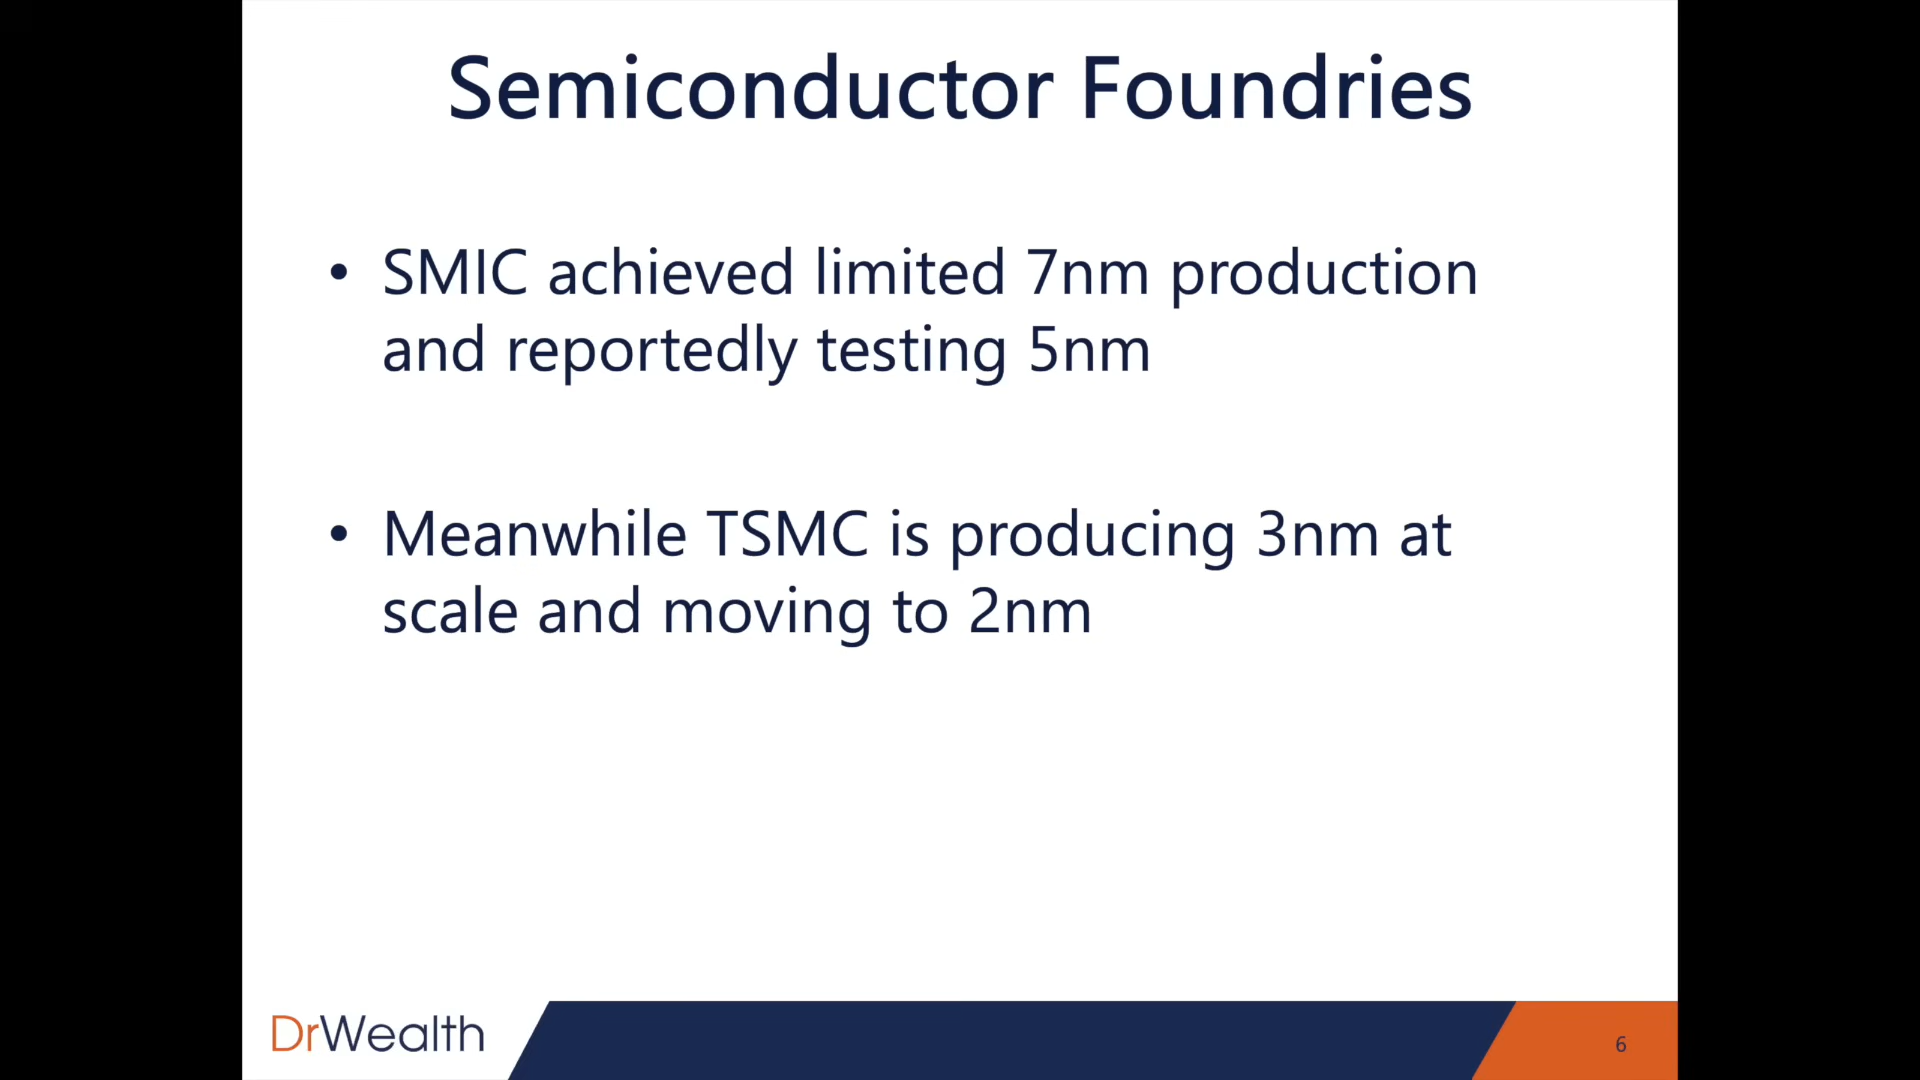 Semiconductor Foundries
• SMIC achieved limited 7nm production
and reportedly testing 5nm
• Meanwhile TSMC is producing 3nm at
scale and moving to 2nm
DrWealth
6